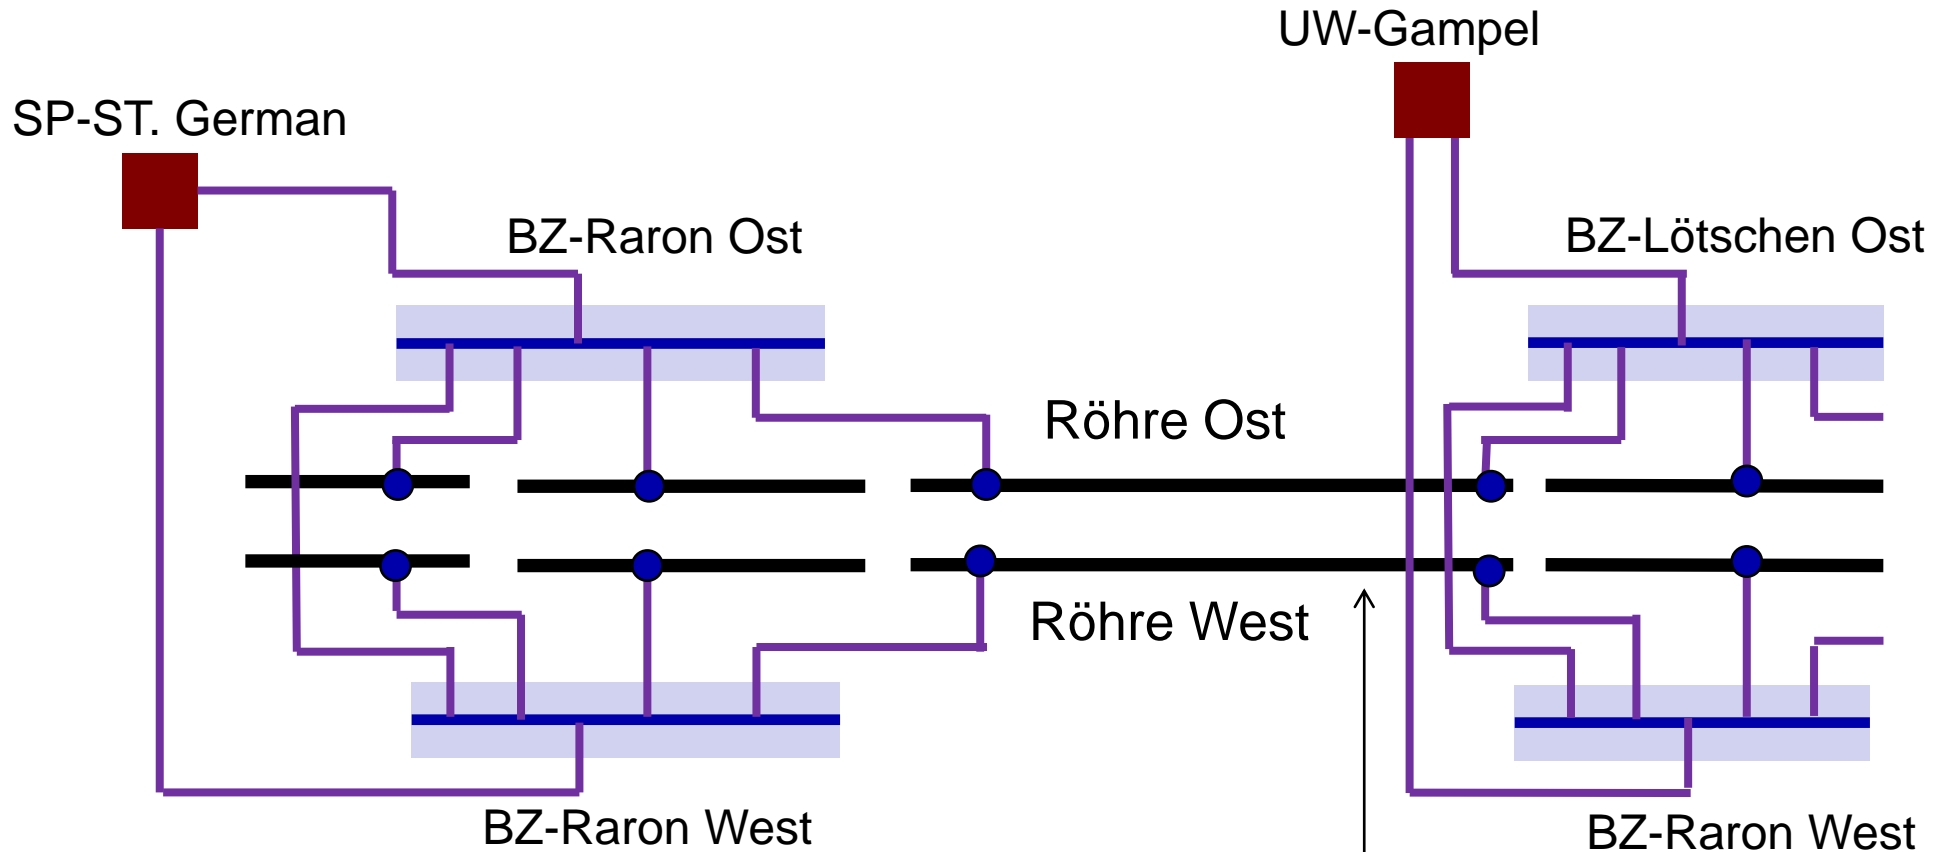 UW-Gampel
SP-ST. German
BZ-Raron Ost
BZ-Lötschen Ost
Röhre Ost
Röhre West
BZ-Raron West
BZ-Raron West